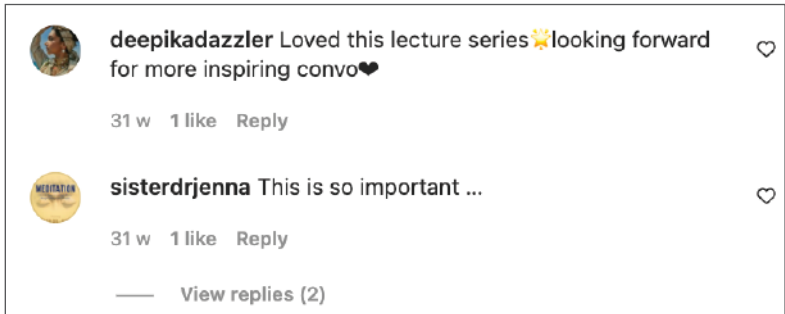 deepikadazzler Loved this lecture series🌟looking forward
for more inspiring convo❤
31 w 1 like Reply
MEDITATION
sisterdrjenna This is so important ...
31 w 1 like Reply
View replies (2)